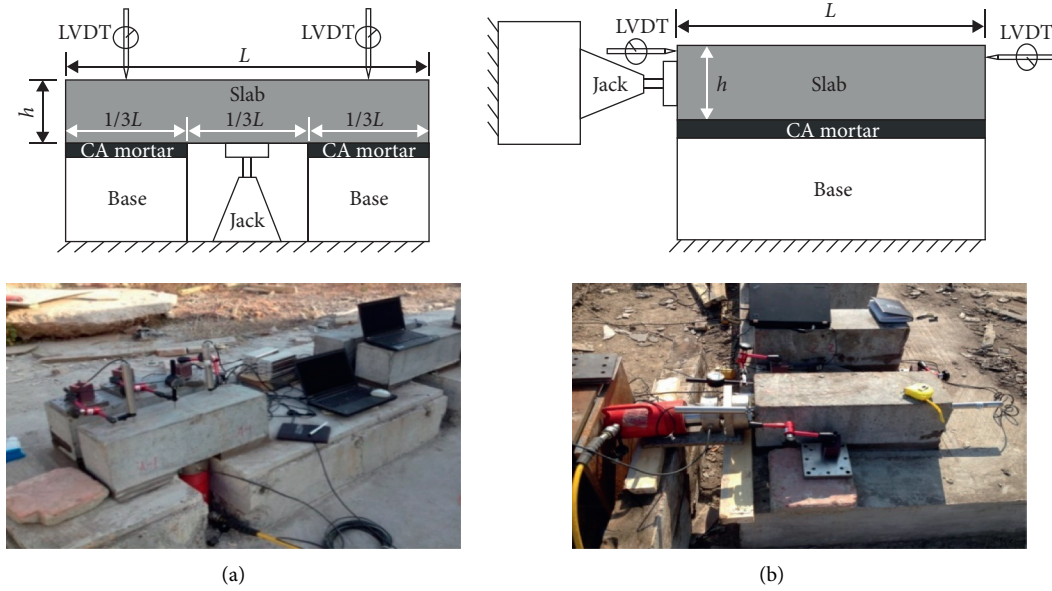 LVDT
LVDT
L
h
Slab
1/3L
1/3L
1/3L
CA mortar
CA mortar
Base
Jack
Base
(a)
L
LVDT
LVDT
Jack
h
Slab
CA mortar
Base
(b)